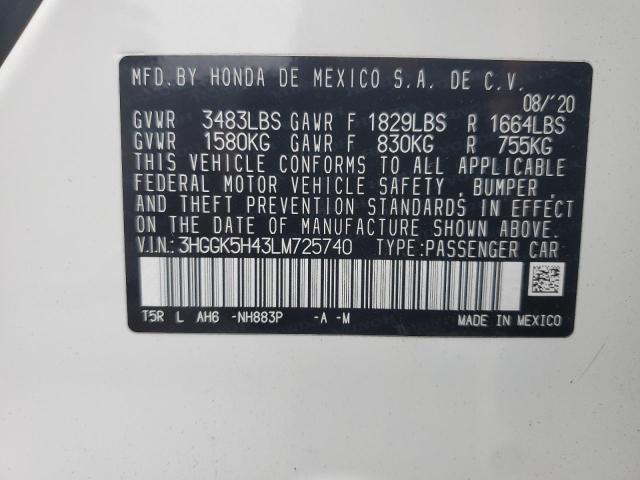 MFD. BY HONDA DE MEXICO S.A. DE C.V.
08/'20
GVWR 3483LBS GAWR F 1829LBS R 1664LBS
GVWR 1580KG GAWR F 830KG R 755KG
THIS VEHICLE CONFORMS TO ALL APPLICABLE
FEDERAL MOTOR VEHICLE SAFETY , BUMPER ,
AND THEFT PREVENTION STANDARDS IN EFFECT
ON THE DATE OF MANUFACTURE SHOWN ABOVE.
V.I.N.: 3HGGK5H43LM725740 TYPE:PASSENGER CAR
T5R L AH6 -NH883P -A -M MADE IN MEXICO